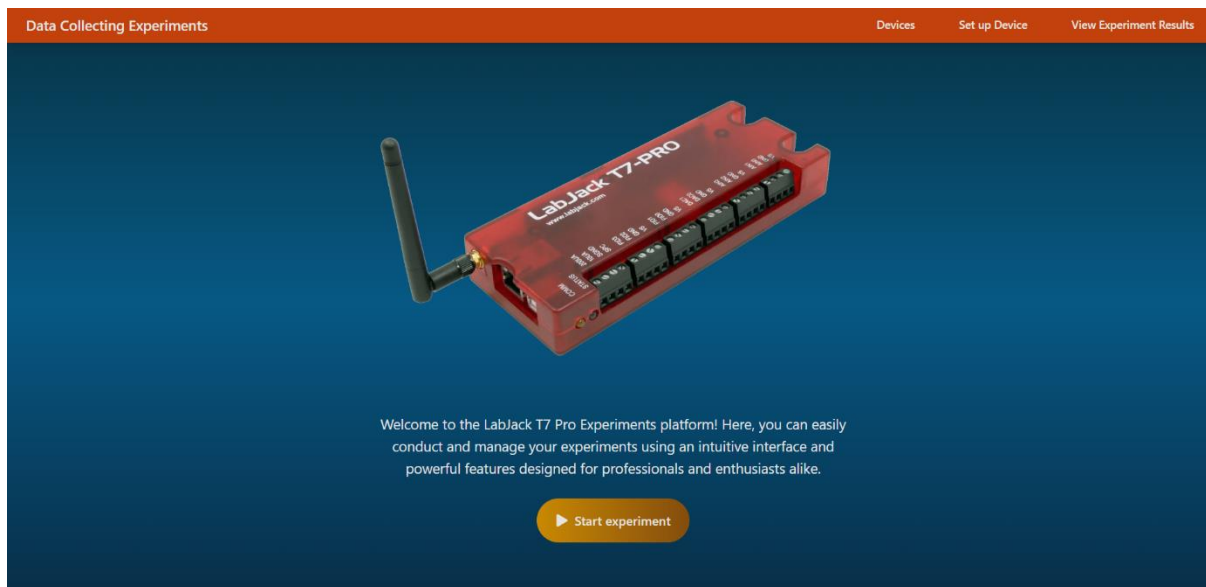 Data Collecting Experiments
Devices
Set up Device
View Experiment Results
LabJack T7-PRO
www.labjack.com
COMM
STATUS
Welcome to the LabJack T7 Pro Experiments platform! Here, you can easily
conduct and manage your experiments using an intuitive interface and
powerful features designed for professionals and enthusiasts alike.
Start experiment